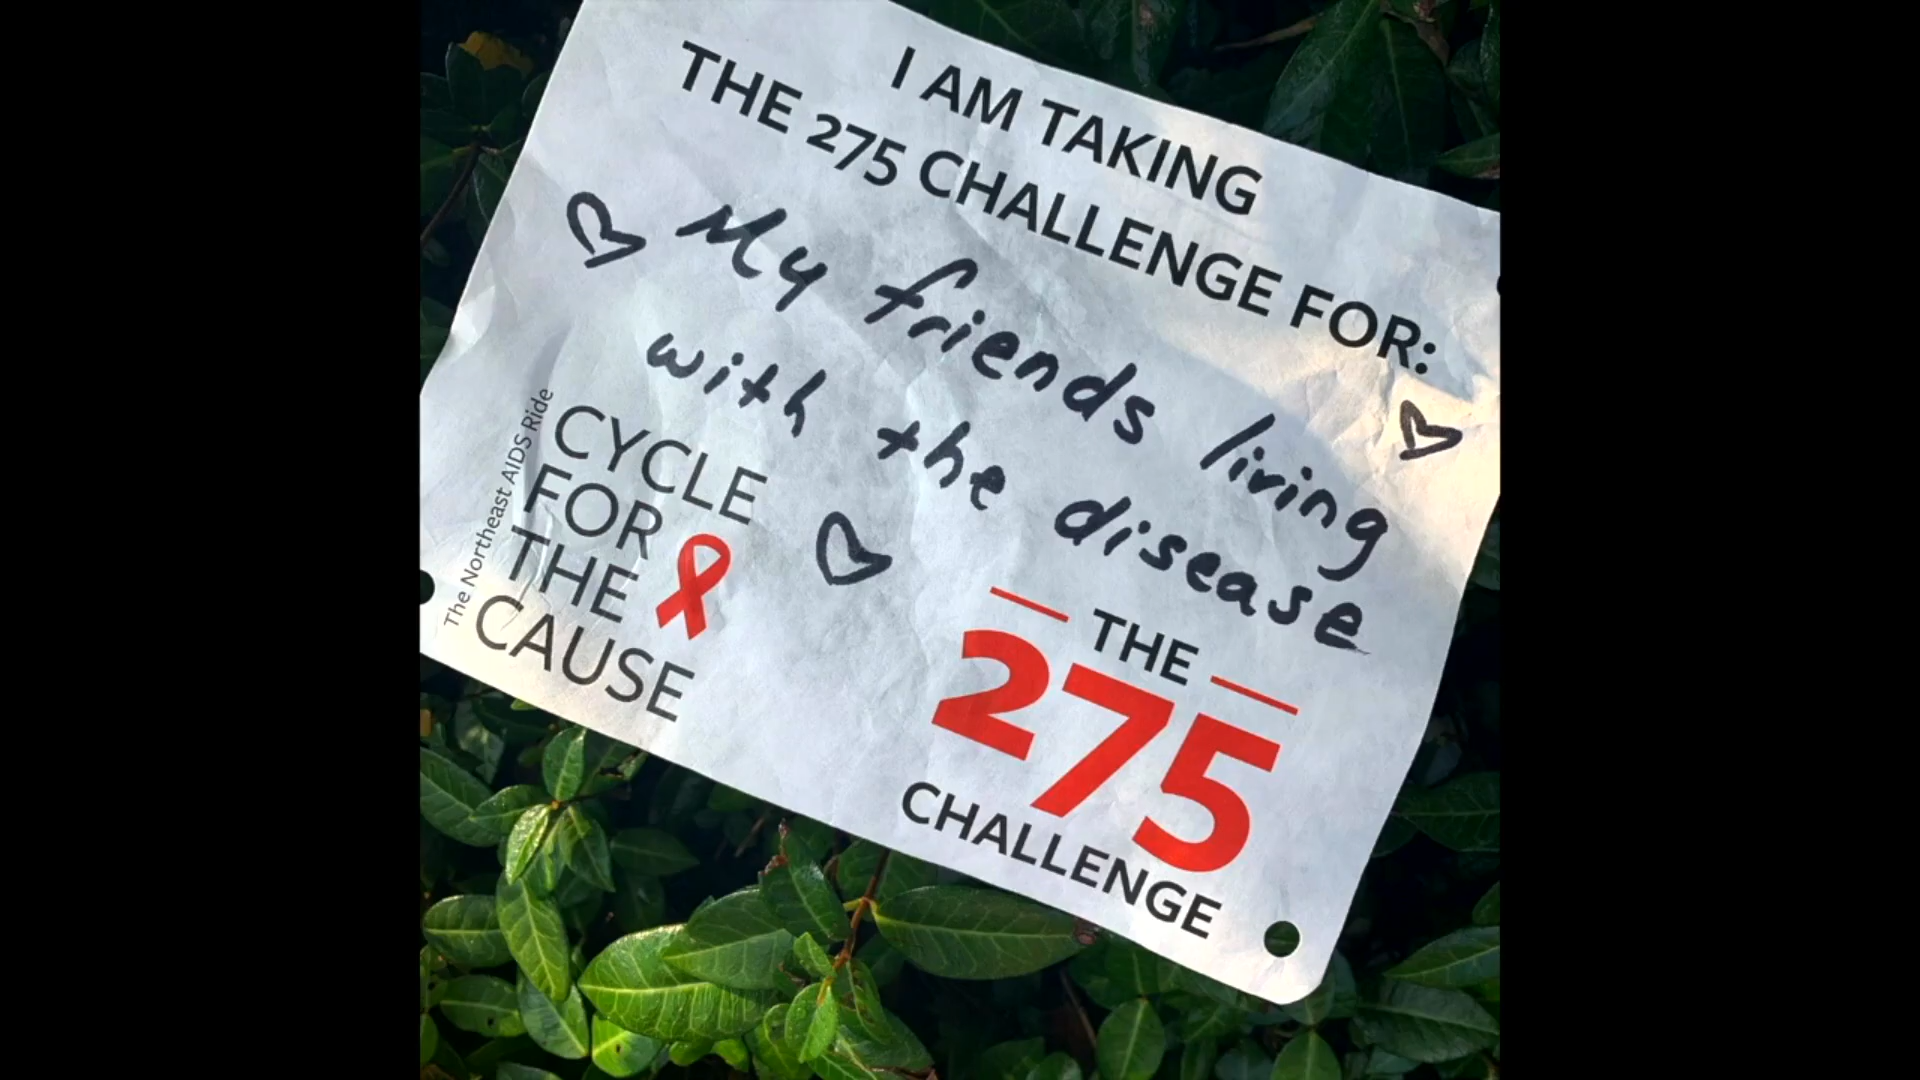 I AM TAKING
THE 275 CHALLENGE FOR:
My friends living
with the disease
The Northeast AIDS Ride
CYCLE
FOR
THE
CAUSE
THE
275
CHALLENGE